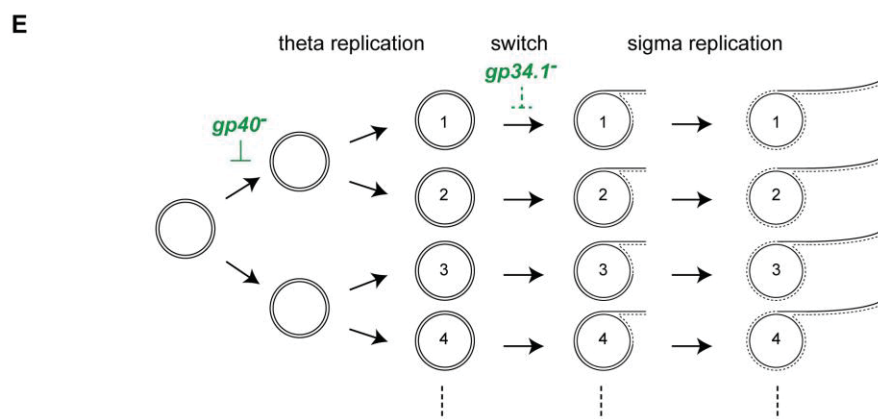 E
theta replication switch sigma replication
gp34.1-
gp40-
1 1 1
2 2 2
3 3 3
4 4 4